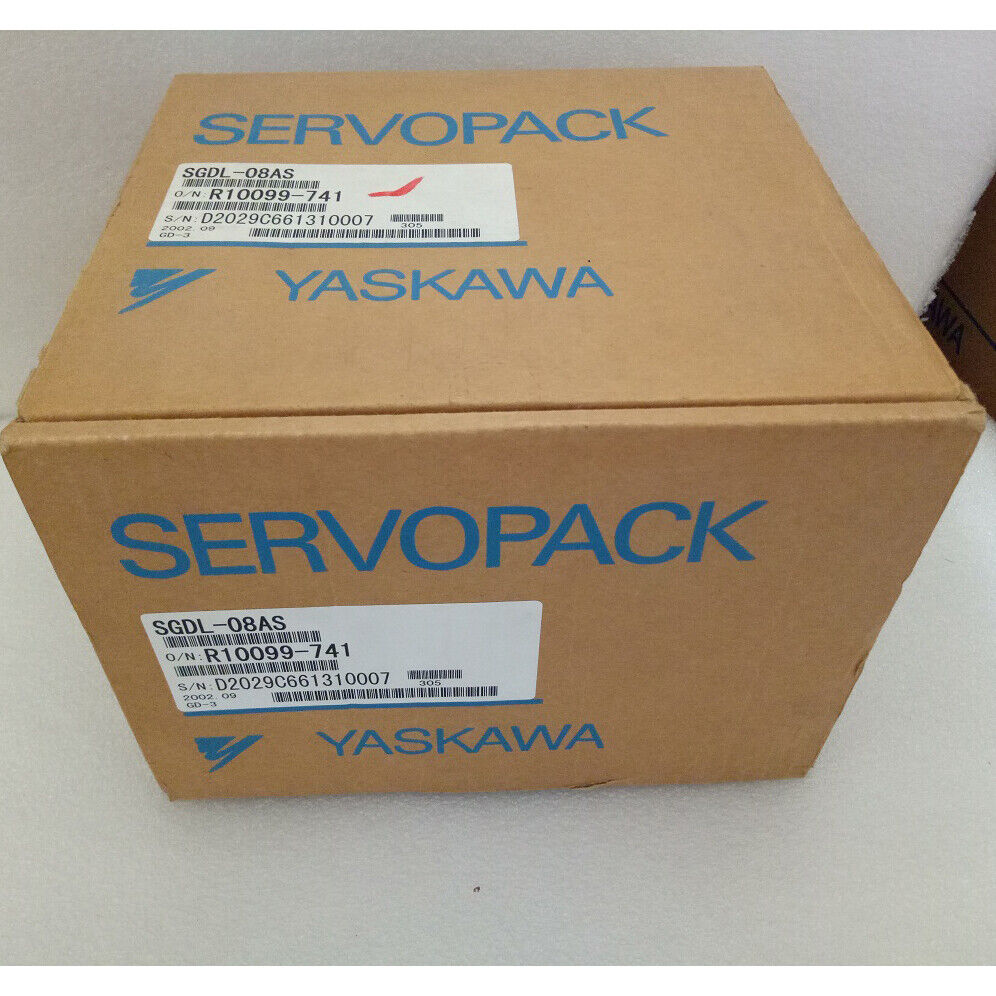 SERVOPACK
SGDL-08AS
O/N:R10099-741
S/N:D2029C661310007
305
2002.09
GD-3
YASKAWA
WA
SERVOPACK
SGDL-08AS
O/N:R10099-741
S/N:D2029C661310007
305
2002.09
GD-3
YASKAWA